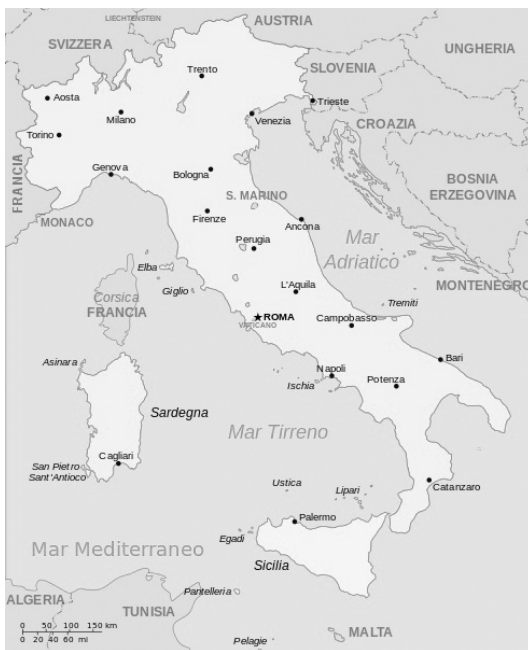 LIECHTENSTEIN
AUSTRIA
SVIZZERA
UNGHERIA
Trento
SLOVENIA
Aosta
Trieste
Milano
Venezia
CROAZIA
Torino
FRANCIA
Genova
Bologna
BOSNIA
ERZEGOVINA
S. MARINO
MONACO
Firenze
Ancona
Perugia
Mar
Adriatico
Elba
Giglio
L'Aquila
MONTENEGRO
Corsica
FRANCIA
Tremiti
ROMA
VATICANO
Campobasso
Asinara
Bari
Napoli
Ischia
Potenza
Sardegna
Mar Tirreno
Cagliari
San Pietro
Sant'Antioco
Ustica
Lipari
Catanzaro
Palermo
Egadi
Mar Mediterraneo
Sicilia
Pantelleria
ALGERIA
TUNISIA
0 50 100 150 km
0 20 40 60 mi
Pelagie
MALTA